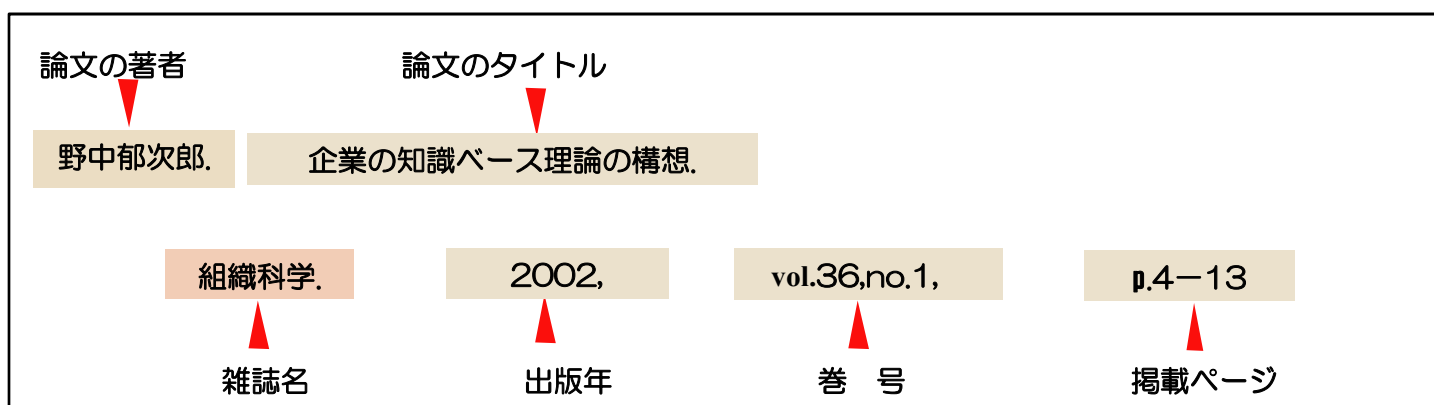 論文の著者 論文のタイトル
野中郁次郎. 企業の知識ベース理論の構想.
組織科学. 2002, vol.36,no.1, p.4－13
雑誌名 出版年 巻　号 掲載ページ